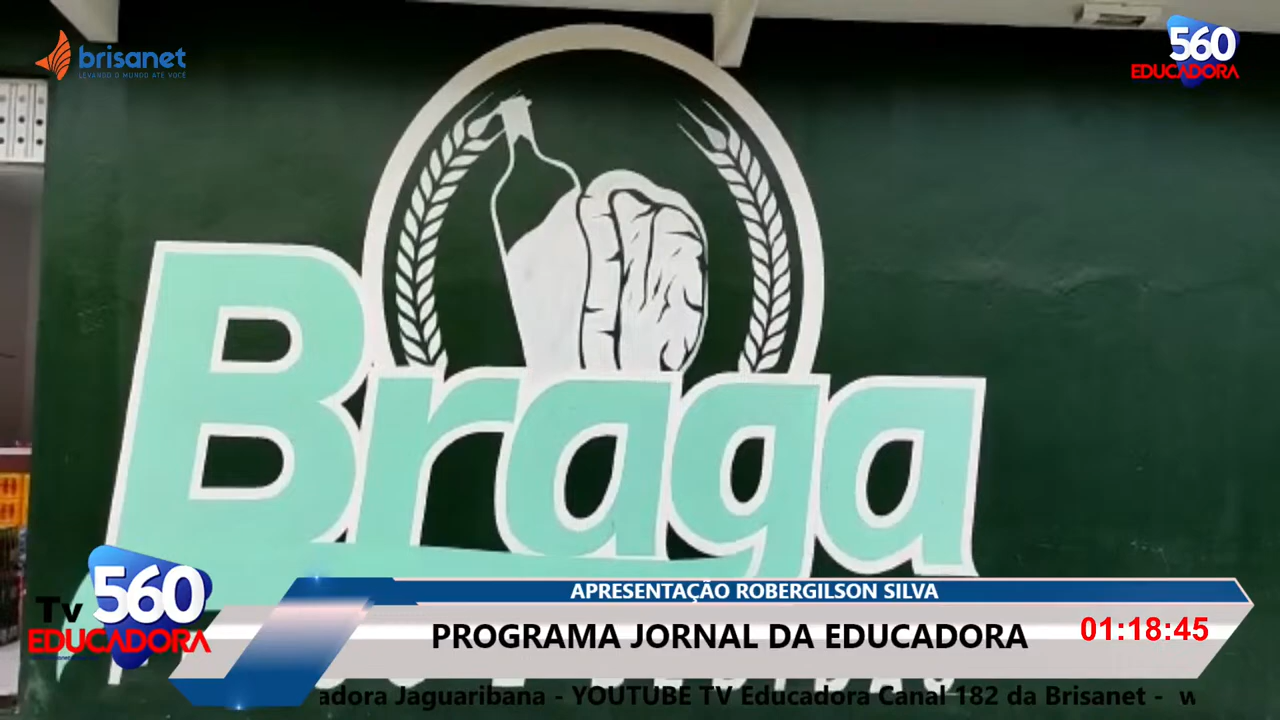 brisanet
LEVANDO O MUNDO ATÉ VOCÊ
560
EDUCADORA
Braga
APRESENTAÇÃO ROBERGILSON SILVA
Tv 560
EDUCADORA
PROGRAMA JORNAL DA EDUCADORA
01:18:45
adora Jaguaribana - YOUTUBE TV Educadora Canal 182 da Brisanet - w